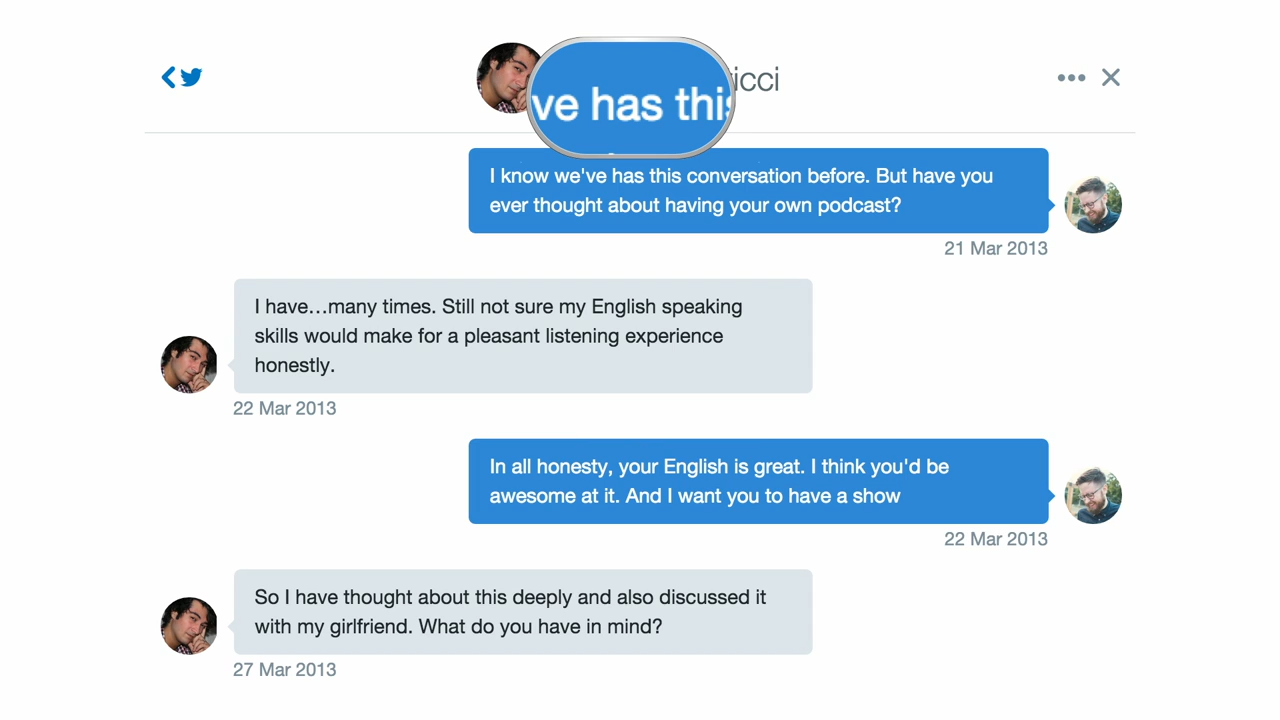 ve has this
icci
I know we've has this conversation before. But have you
ever thought about having your own podcast?
21 Mar 2013
I have…many times. Still not sure my English speaking
skills would make for a pleasant listening experience
honestly.
22 Mar 2013
In all honesty, your English is great. I think you'd be
awesome at it. And I want you to have a show
22 Mar 2013
So I have thought about this deeply and also discussed it
with my girlfriend. What do you have in mind?
27 Mar 2013